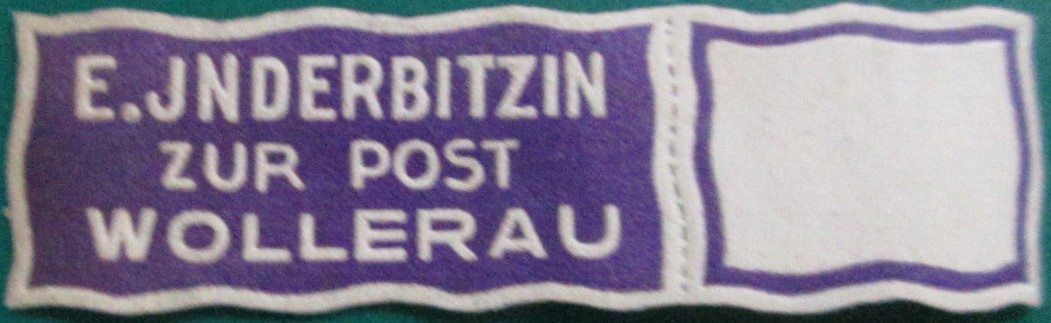 E. JNDERBITZIN
ZUR POST
WOLLERAU